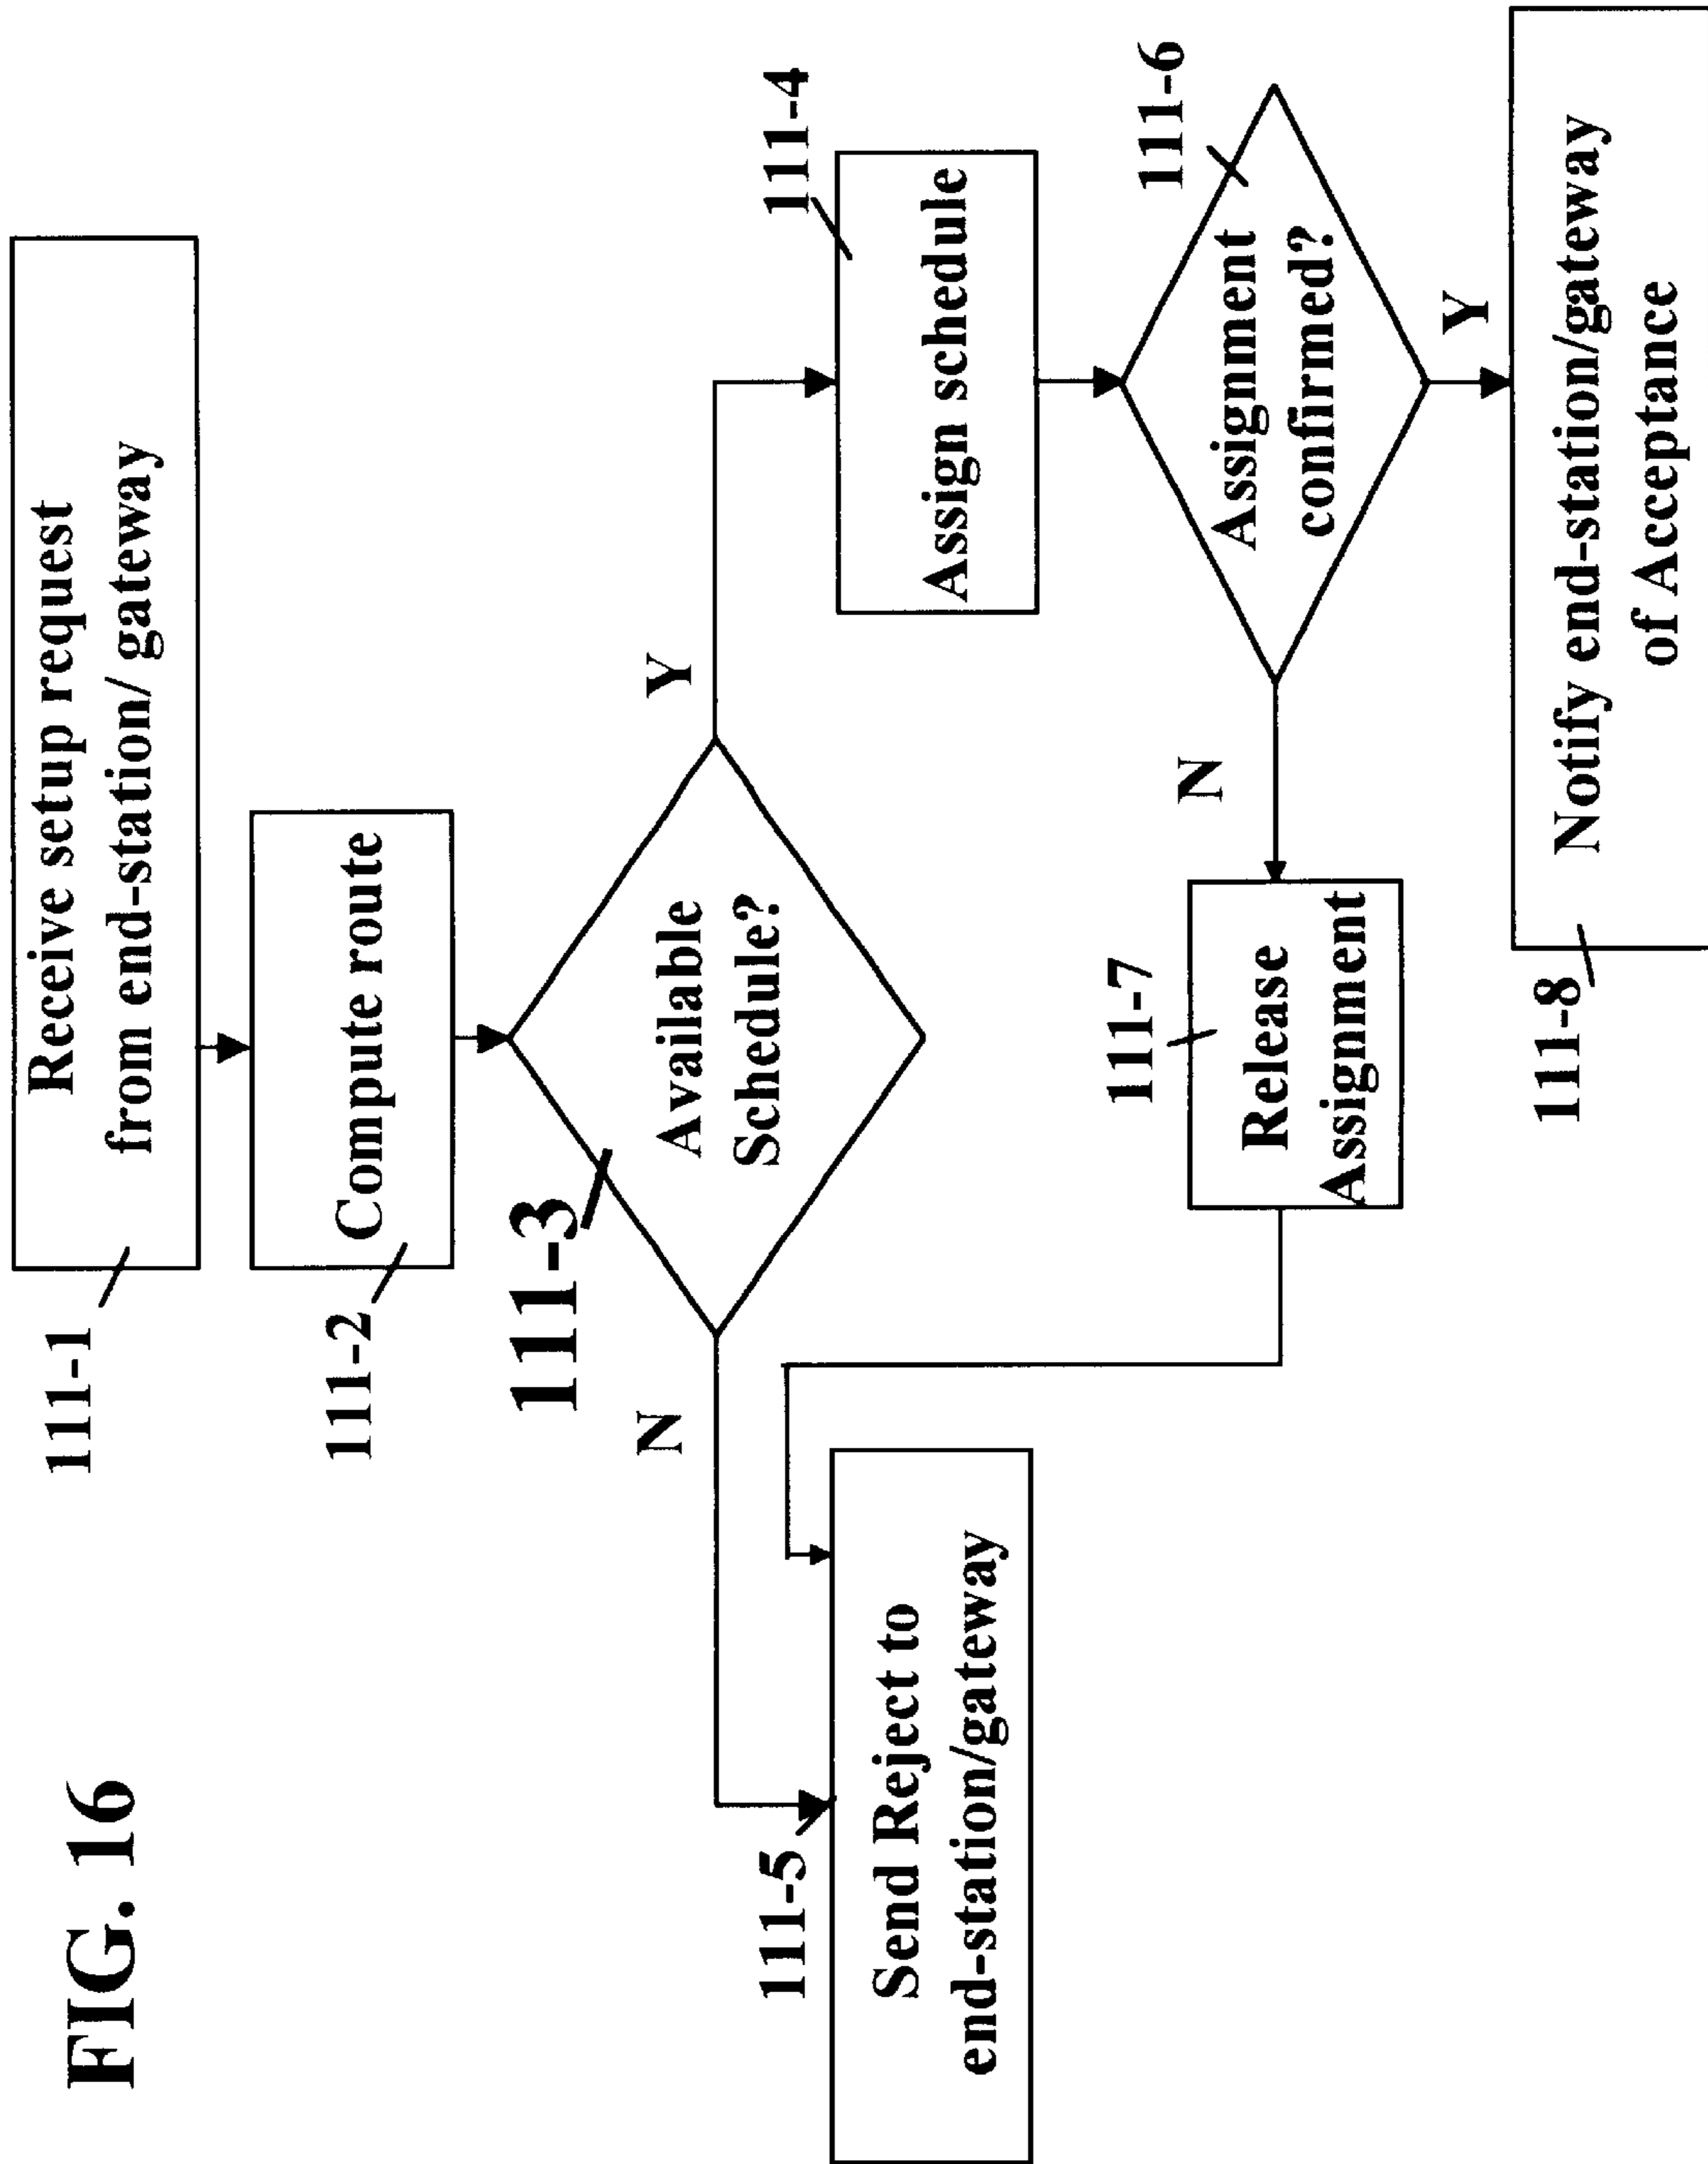 FIG. 16
111-1
Receive setup request
from end-station/ gateway
111-2
Compute route
111-3
Available
Schedule?
N
Y
111-4
Assign schedule
111-5
Send Reject to
end-station/gateway
111-6
Assignment
confirmed?
N
Y
111-7
Release
Assignment
111-8
Notify end-station/gateway
of Acceptance